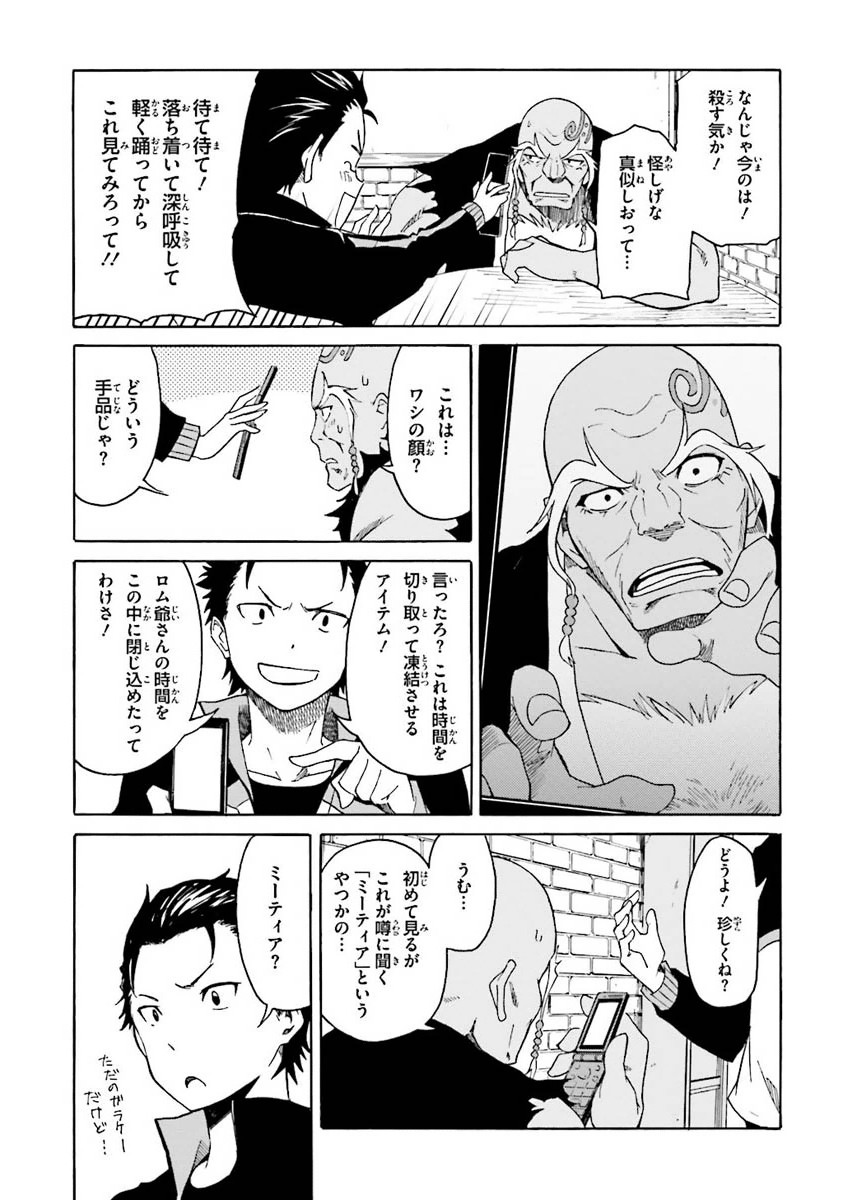 なんじゃ今のは!
殺す気か!
怪しげな
真似しおって…
待て待て!
落ち着いて深呼吸して
軽く踊ってから
これ見てみろって!!
これは…
ワシの顔?
どういう
手品じゃ?
言ったろ? これは時間を
切り取って凍結させる
アイテム!
ロム爺さんの時間を
この中に閉じ込めたって
わけさ!
どうよ! 珍しくね?
うむ…
初めて見るが
これが噂に聞く
「ミーティア」という
やつかの…
ミーティア?
ただのガラケー
だけど…